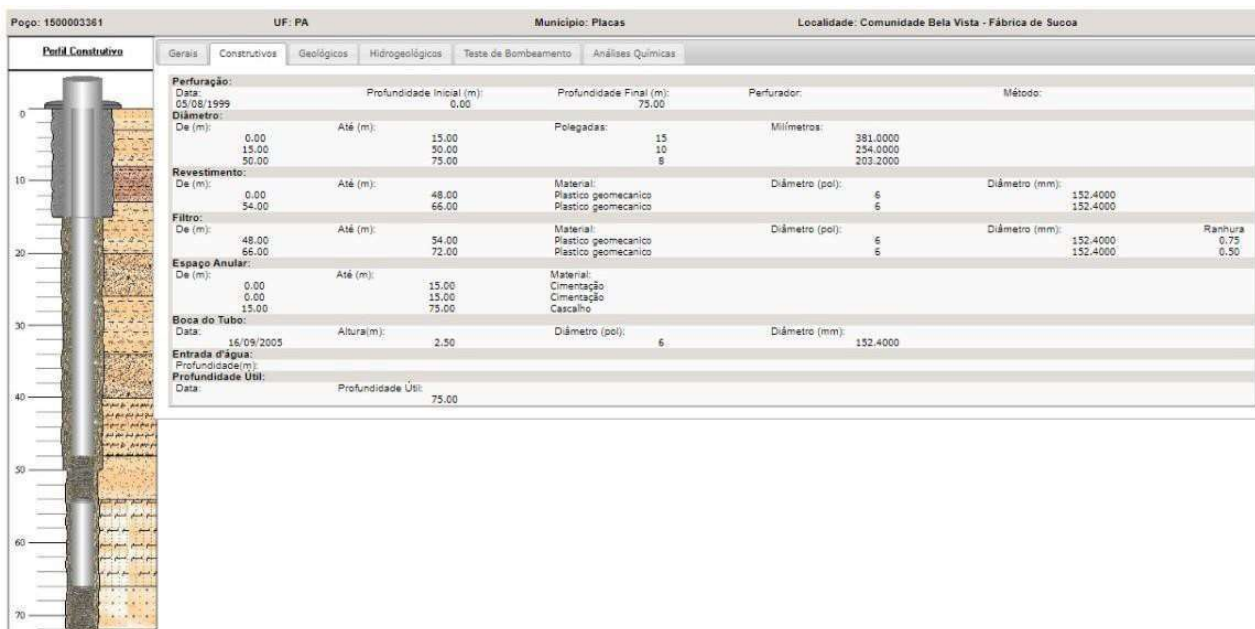 Poço: 1500003361 UF: PA Município: Placas Localidade: Comunidade Bela Vista - Fábrica de Sucoa
Perfil Construtivo
Gerais Construtivos Geológicos Hidrogeológicos Teste de Bombeamento Análises Químicas
Perfuração:
Data: Profundidade Inicial (m): Profundidade Final (m): Perfurador: Método:
05/08/1999 0.00 75.00
Diâmetro:
De (m): Até (m): Polegadas: Milímetros:
0.00 15.00 15 381.0000
15.00 50.00 10 254.0000
50.00 75.00 8 203.2000
Revestimento:
De (m): Até (m): Material: Diâmetro (pol): Diâmetro (mm):
0.00 48.00 Plastico geomecanico 6 152.4000
54.00 66.00 Plastico geomecanico 6 152.4000
Filtro:
De (m): Até (m): Material: Diâmetro (pol): Diâmetro (mm): Ranhura
48.00 54.00 Plastico geomecanico 6 152.4000 0.75
66.00 72.00 Plastico geomecanico 6 152.4000 0.50
Espaço Anular:
De (m): Até (m): Material:
0.00 15.00 Cimentação
0.00 15.00 Cimentação
15.00 75.00 Cascalho
Boca do Tubo:
Data: Altura(m): Diâmetro (pol): Diâmetro (mm):
16/09/2005 2.50 6 152.4000
Entrada d'água:
Profundidade(m):
Profundidade Útil:
Data: Profundidade Útil:
75.00
0
10
20
30
40
50
60
70